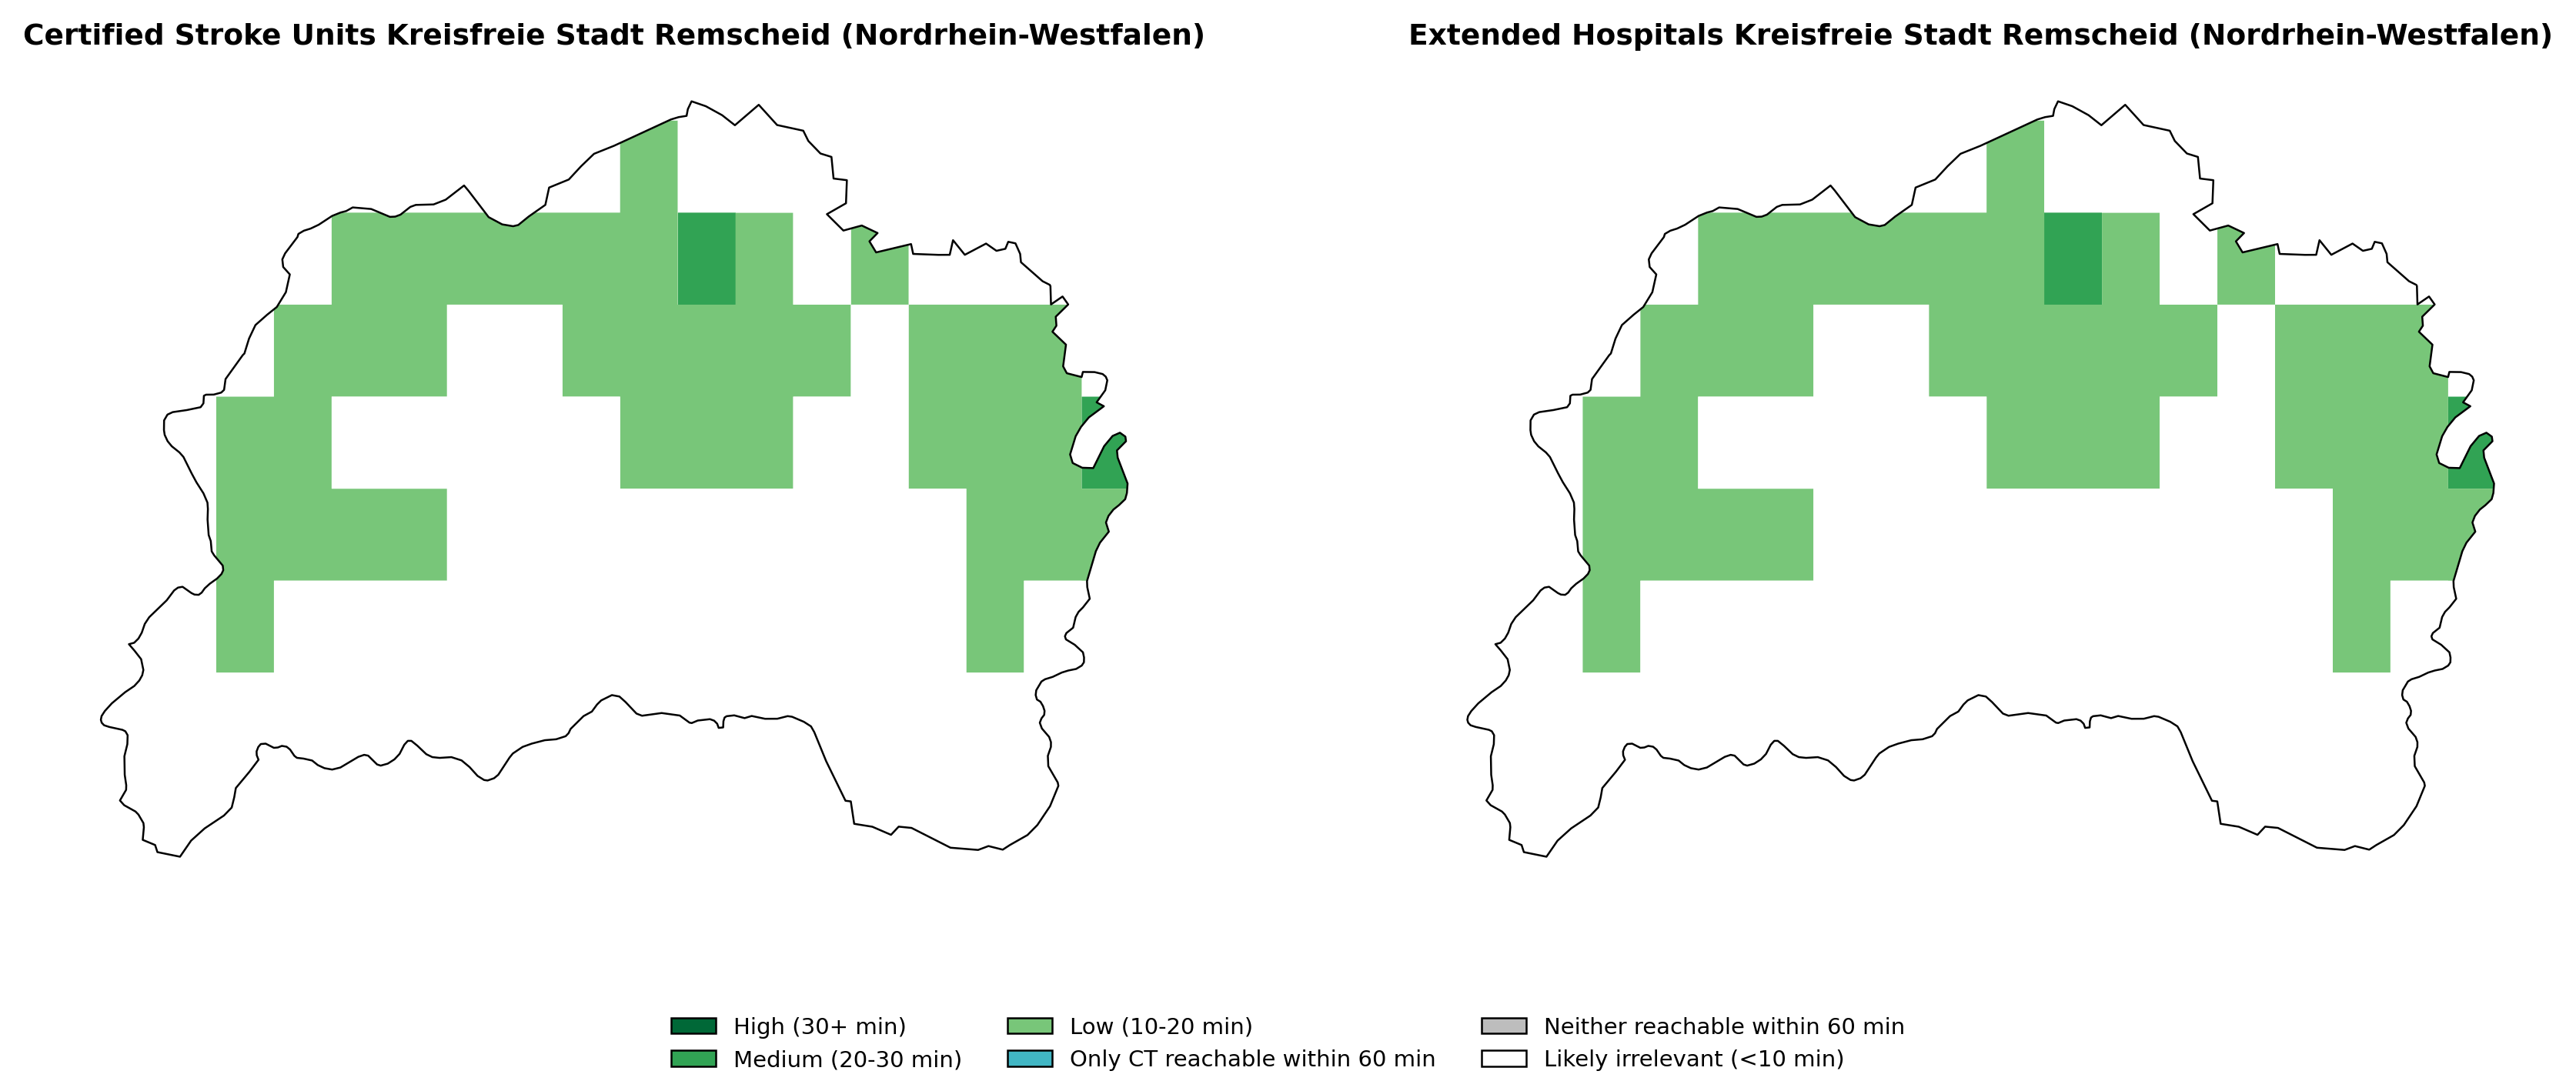 Certified Stroke Units Kreisfreie Stadt Remscheid (Nordrhein-Westfalen)
Extended Hospitals Kreisfreie Stadt Remscheid (Nordrhein-Westfalen)
High (30+ min)
Medium (20-30 min)
Low (10-20 min)
Only CT reachable within 60 min
Neither reachable within 60 min
Likely irrelevant (<10 min)